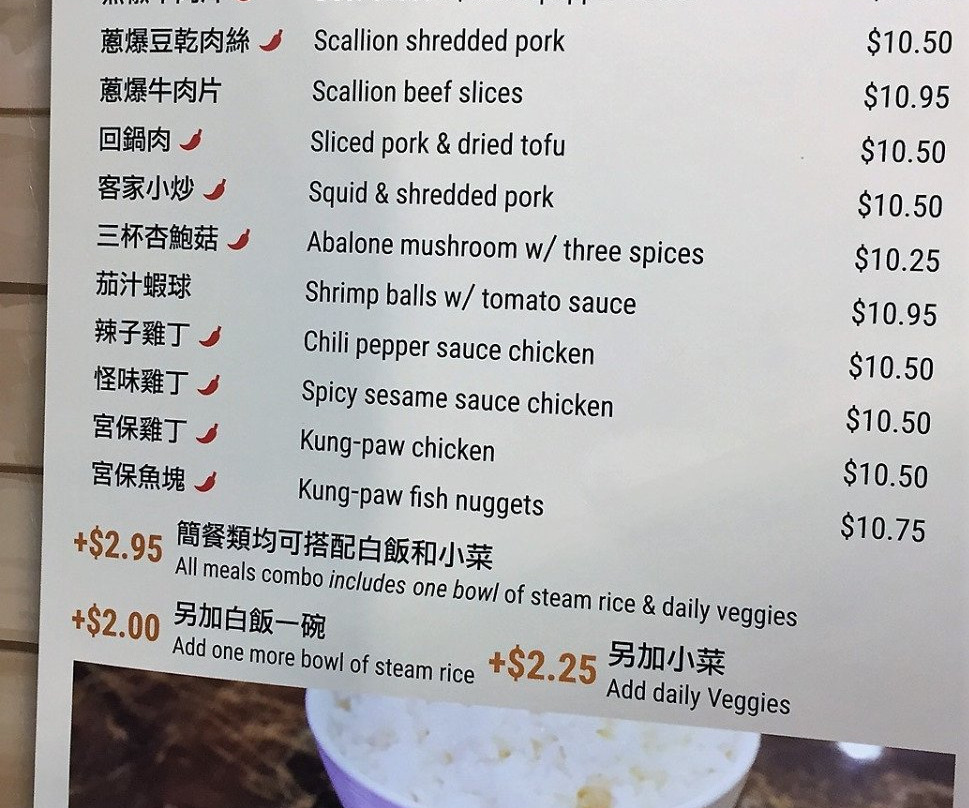 蔥爆豆乾肉絲 Scallion shredded pork $10.50
蔥爆牛肉片 Scallion beef slices $10.95
回鍋肉 Sliced pork & dried tofu $10.50
客家小炒 Squid & shredded pork $10.50
三杯杏鮑菇 Abalone mushroom w/ three spices $10.25
茄汁蝦球 Shrimp balls w/ tomato sauce $10.95
辣子雞丁 Chili pepper sauce chicken $10.50
怪味雞丁 Spicy sesame sauce chicken $10.50
宮保雞丁 Kung-paw chicken $10.50
宮保魚塊 Kung-paw fish nuggets $10.75
+$2.95 簡餐類均可搭配白飯和小菜
All meals combo includes one bowl of steam rice & daily veggies
+$2.00 另加白飯一碗
Add one more bowl of steam rice
+$2.25 另加小菜
Add daily Veggies